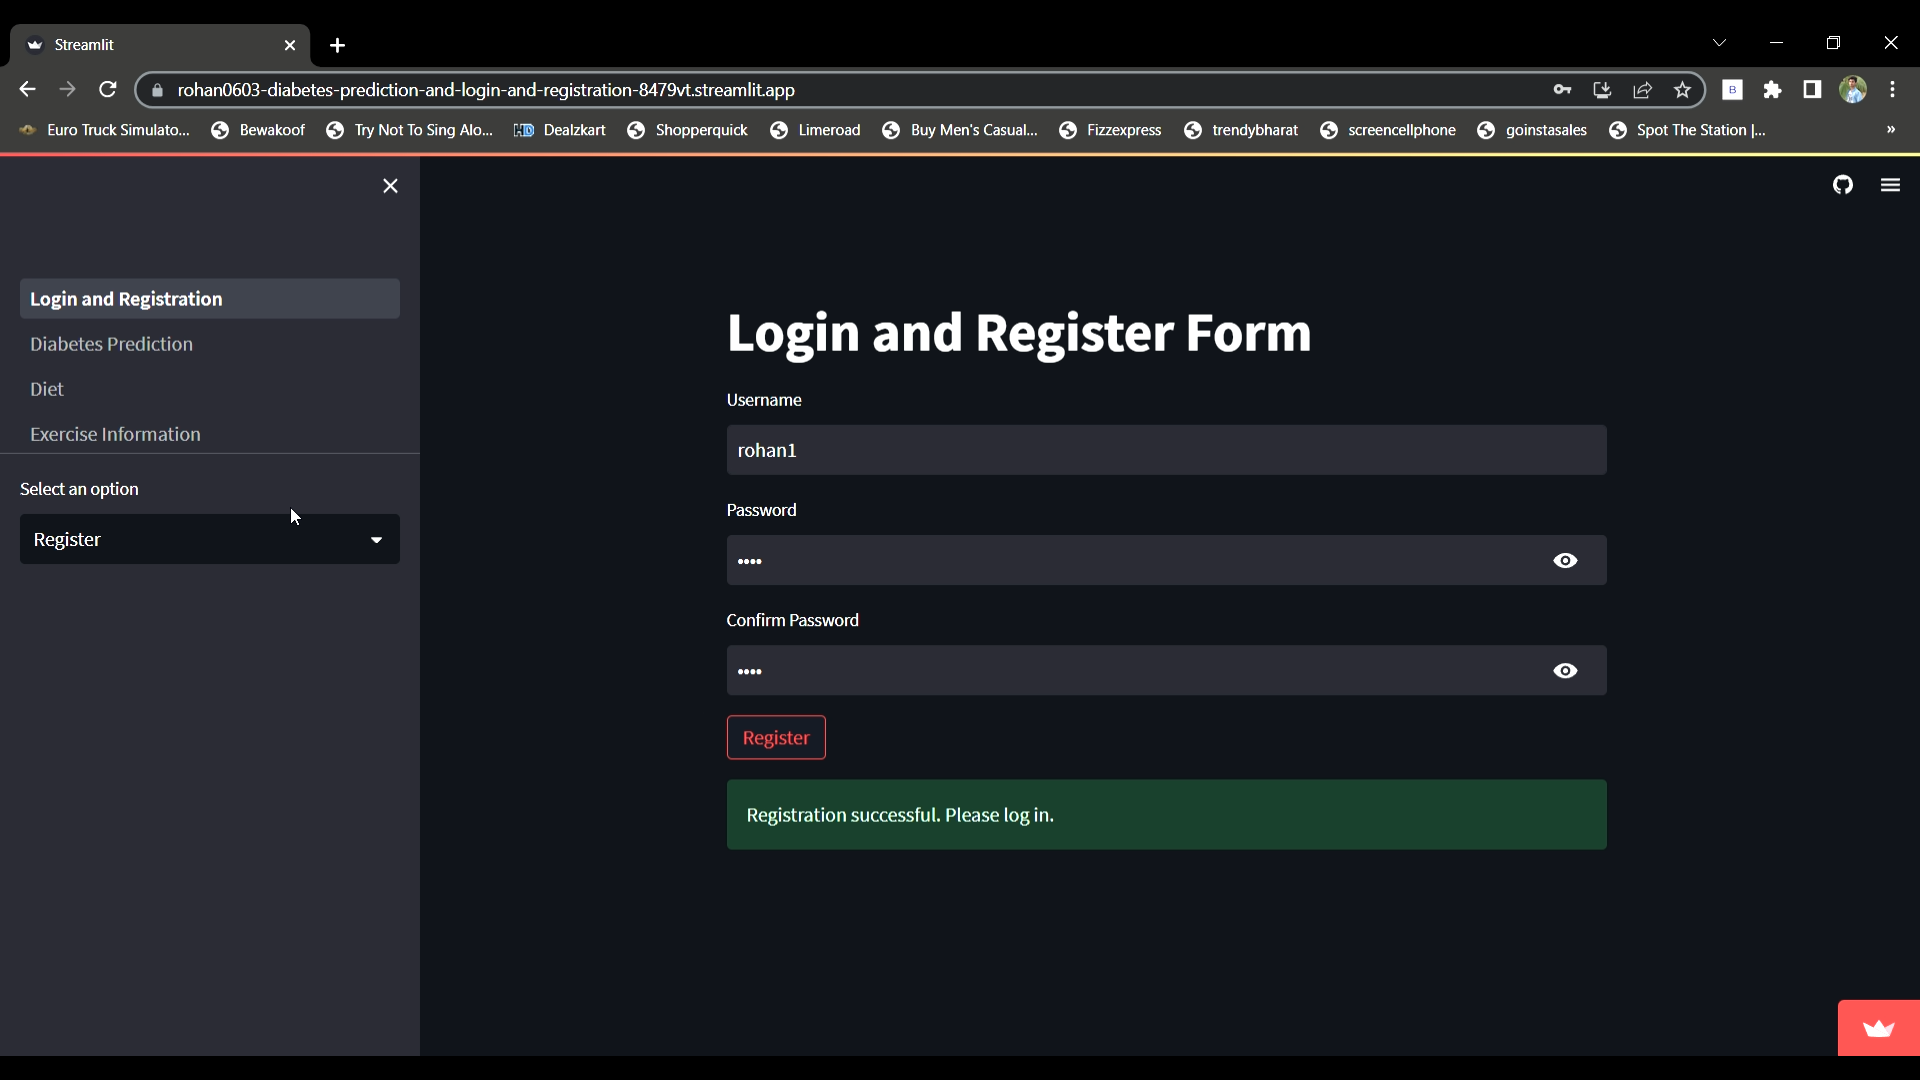 Streamlit
rohan0603-diabetes-prediction-and-login-and-registration-8479vt.streamlit.app
B
Euro Truck Simulato... Bewakoof Try Not To Sing Alo... HD Dealzkart Shopperquick Limeroad Buy Men's Casual... Fizzexpress trendybharat screencellphone goinstasales Spot The Station |... »
Login and Registration
Diabetes Prediction
Diet
Exercise Information
Select an option
Register
Login and Register Form
Username
rohan1
Password
••••
Confirm Password
••••
Register
Registration successful. Please log in.